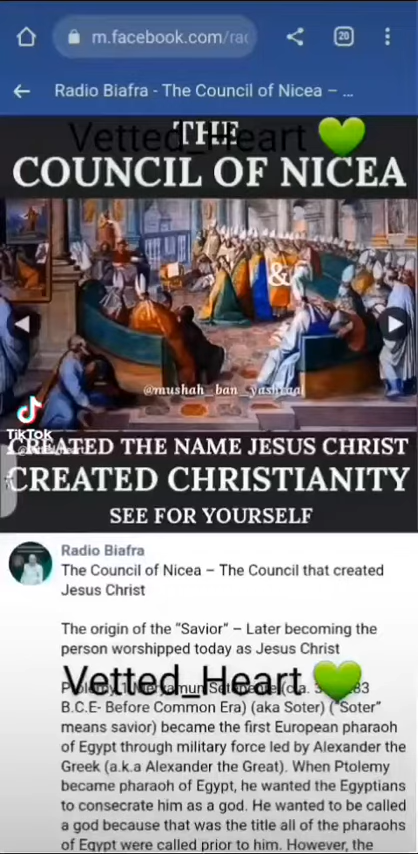 m.facebook.com/rad
20
Radio Biafra - The Council of Nicea – ...
THE
Vetted_Heart
COUNCIL OF NICEA
&
@mushah_ban_yashraal
TikTok
CREATED THE NAME JESUS CHRIST
CREATED CHRISTIANITY
SEE FOR YOURSELF
Radio Biafra
The Council of Nicea – The Council that created
Jesus Christ
The origin of the "Savior" – Later becoming the
person worshipped today as Jesus Christ
Vetted_Heart
B.C.E- Before Common Era) (aka Soter) ("Soter"
means savior) became the first European pharaoh
of Egypt through military force led by Alexander the
Greek (a.k.a Alexander the Great). When Ptolemy
became pharaoh of Egypt, he wanted the Egyptians
to consecrate him as a god. He wanted to be called
a god because that was the title all of the pharaohs
of Egypt were called prior to him. However, the